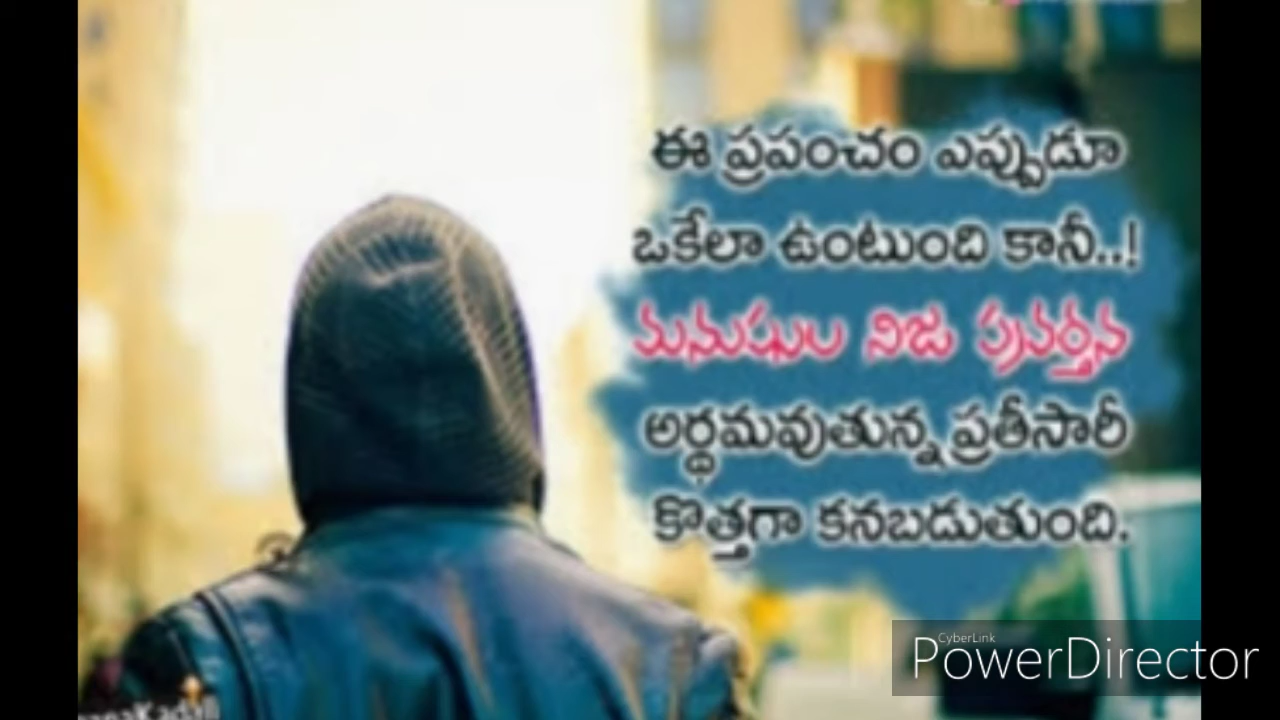 ఈ ప్రపంచం ఎప్పుడూ
ఒకేలా ఉంటుంది కానీ..!
మనుషుల నిజ ప్రవర్తన
అర్థమవుతున్న ప్రతీసారీ
కొత్తగా కనబడుతుంది.
CyberLink
PowerDirector